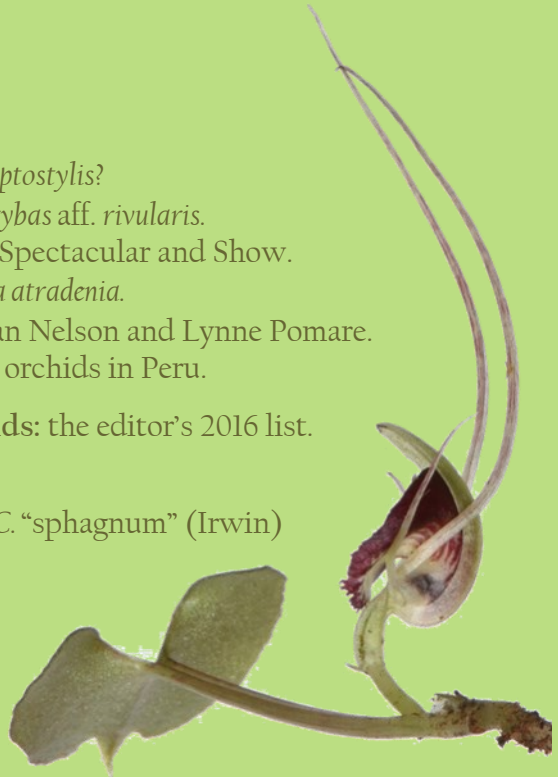 ptostylis?
ybas aff. rivularis.
Spectacular and Show.
a atradenia.
an Nelson and Lynne Pomare.
orchids in Peru.
ds: the editor's 2016 list.
C. "sphagnum" (Irwin)